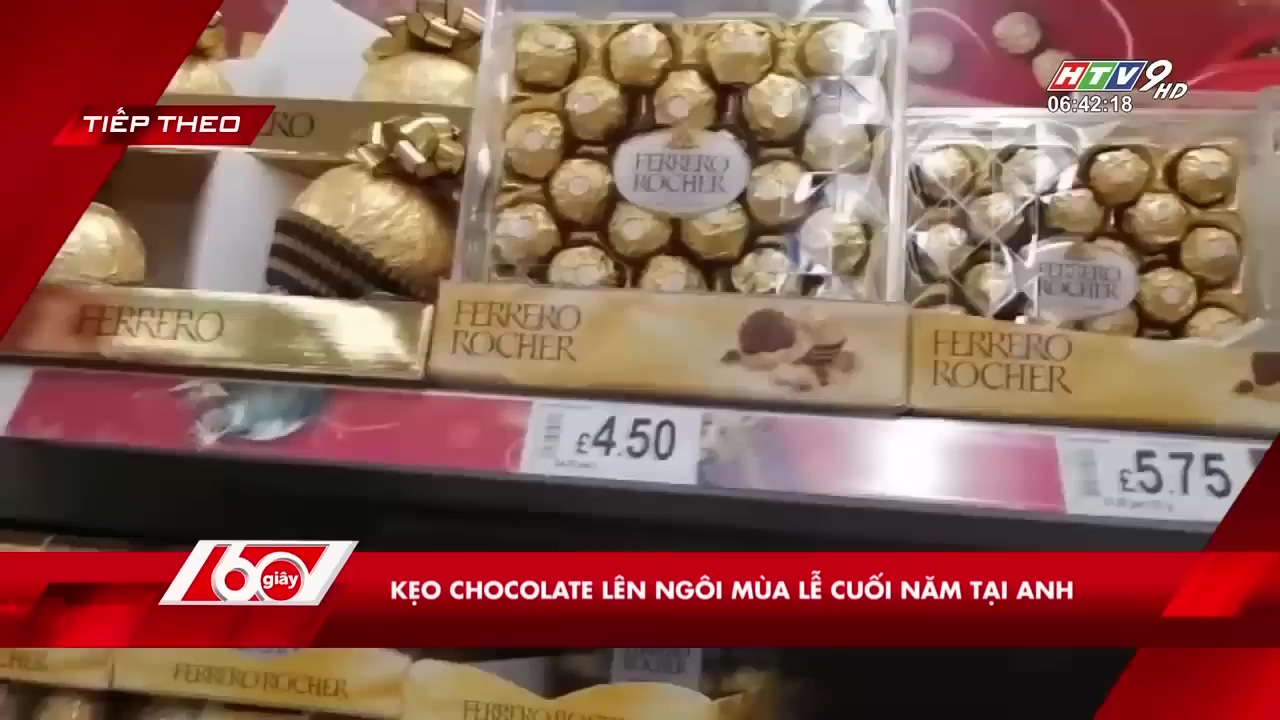 HTV9 HD
06:42:18
TIẾP THEO
FERRERO
ROCHER
FERRERO
FERRERO
ROCHER
FERRERO
ROCHER
FERRERO
ROCHER
£4.50
£5.75
60 giây
KẸO CHOCOLATE LÊN NGÔI MÙA LỄ CUỐI NĂM TẠI ANH
FERRERO ROCHER